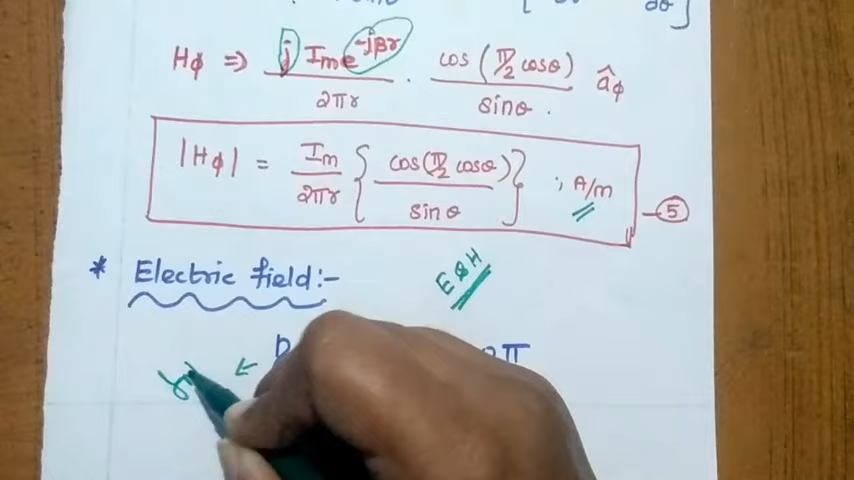 Hϕ ⇒ j Im e^-jβr / 2πr · cos(π/2 cosθ) / sinθ . âϕ
|Hϕ| = Im / 2πr { cos(π/2 cosθ) / sinθ } ; A/m — 5
* Electric field:-
E & H